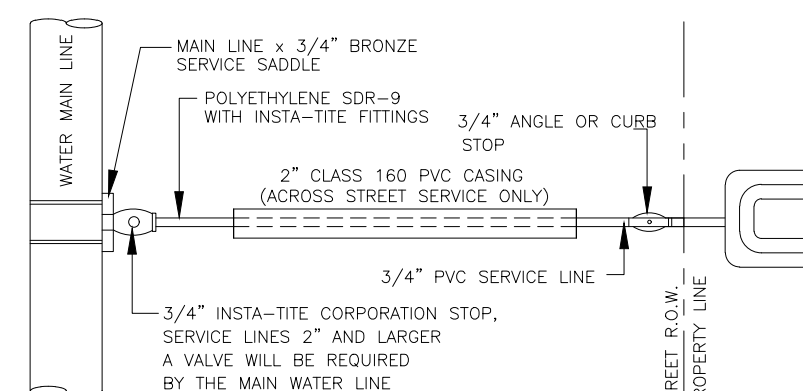 WATER MAIN LINE
MAIN LINE x 3/4” BRONZE
SERVICE SADDLE
POLYETHYLENE SDR–9
WITH INSTA–TITE FITTINGS
3/4” ANGLE OR CURB
STOP
2” CLASS 160 PVC CASING
(ACROSS STREET SERVICE ONLY)
3/4” PVC SERVICE LINE
3/4” INSTA–TITE CORPORATION STOP,
SERVICE LINES 2” AND LARGER
A VALVE WILL BE REQUIRED
BY THE MAIN WATER LINE
REET R.O.W.
ROPERTY LINE